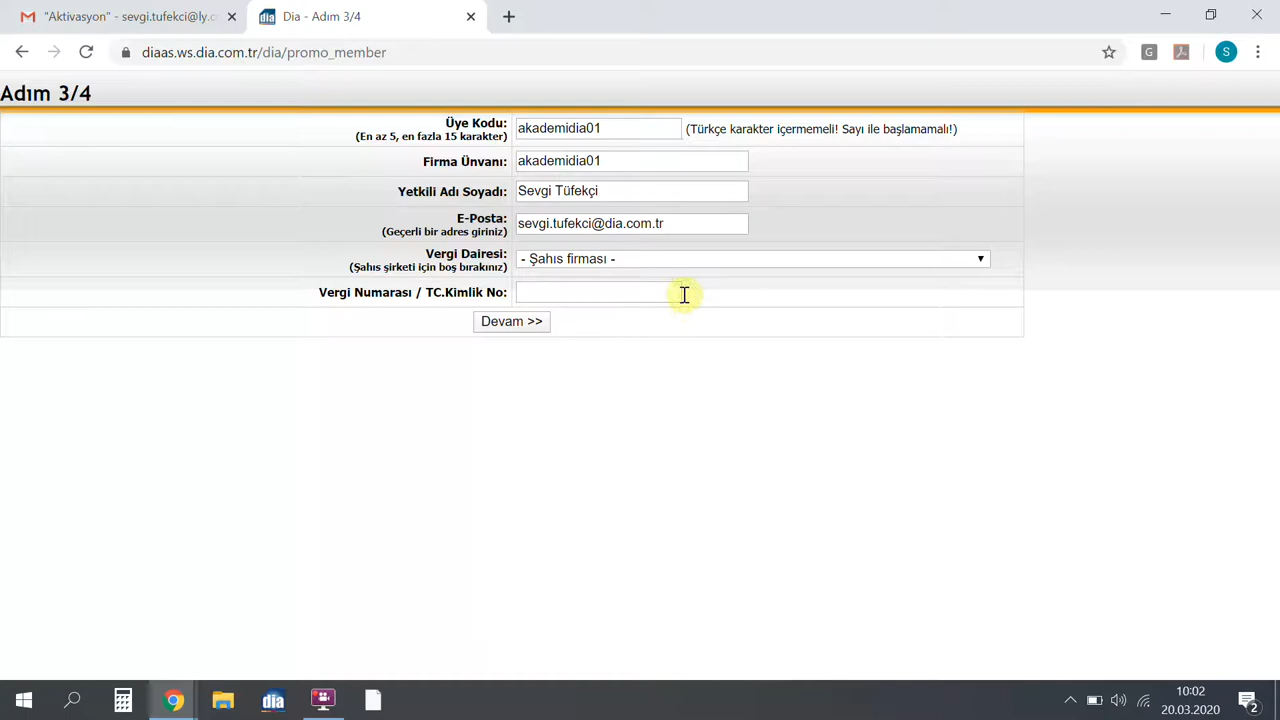 "Aktivasyon" - sevgi.tufekci@ly.c
Dia - Adım 3/4
diaas.ws.dia.com.tr/dia/promo_member
G
S
Adım 3/4
Üye Kodu:
(En az 5, en fazla 15 karakter)
akademidia01
(Türkçe karakter içermemeli! Sayı ile başlamamalı!)
Firma Ünvanı:
akademidia01
Yetkili Adı Soyadı:
Sevgi Tüfekçi
E-Posta:
(Geçerli bir adres giriniz)
sevgi.tufekci@dia.com.tr
Vergi Dairesi:
(Şahıs şirketi için boş bırakınız)
- Şahıs firması -
Vergi Numarası / TC.Kimlik No:
Devam >>
dia
10:02
20.03.2020
2